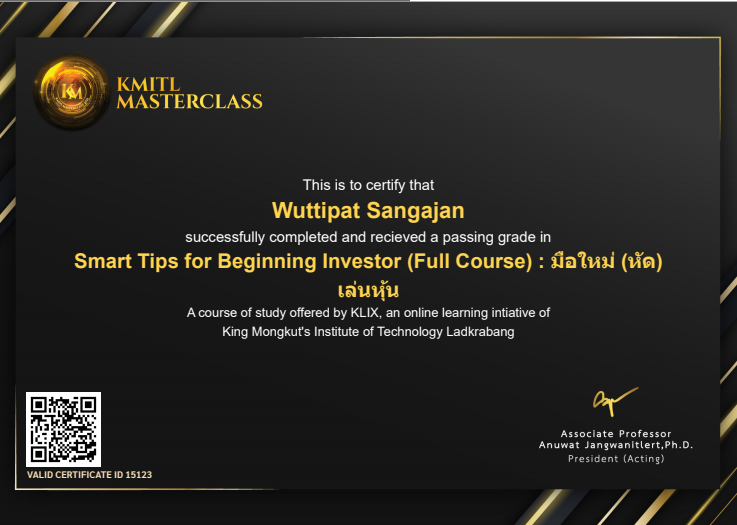 KM
KMITL
MASTERCLASS
This is to certify that
Wuttipat Sangajan
successfully completed and recieved a passing grade in
Smart Tips for Beginning Investor (Full Course) : มือใหม่ (หัด)
เล่นหุ้น
A course of study offered by KLIX, an online learning intiative of
King Mongkut's Institute of Technology Ladkrabang
Associate Professor
Anuwat Jangwanitlert,Ph.D.
President (Acting)
VALID CERTIFICATE ID 15123